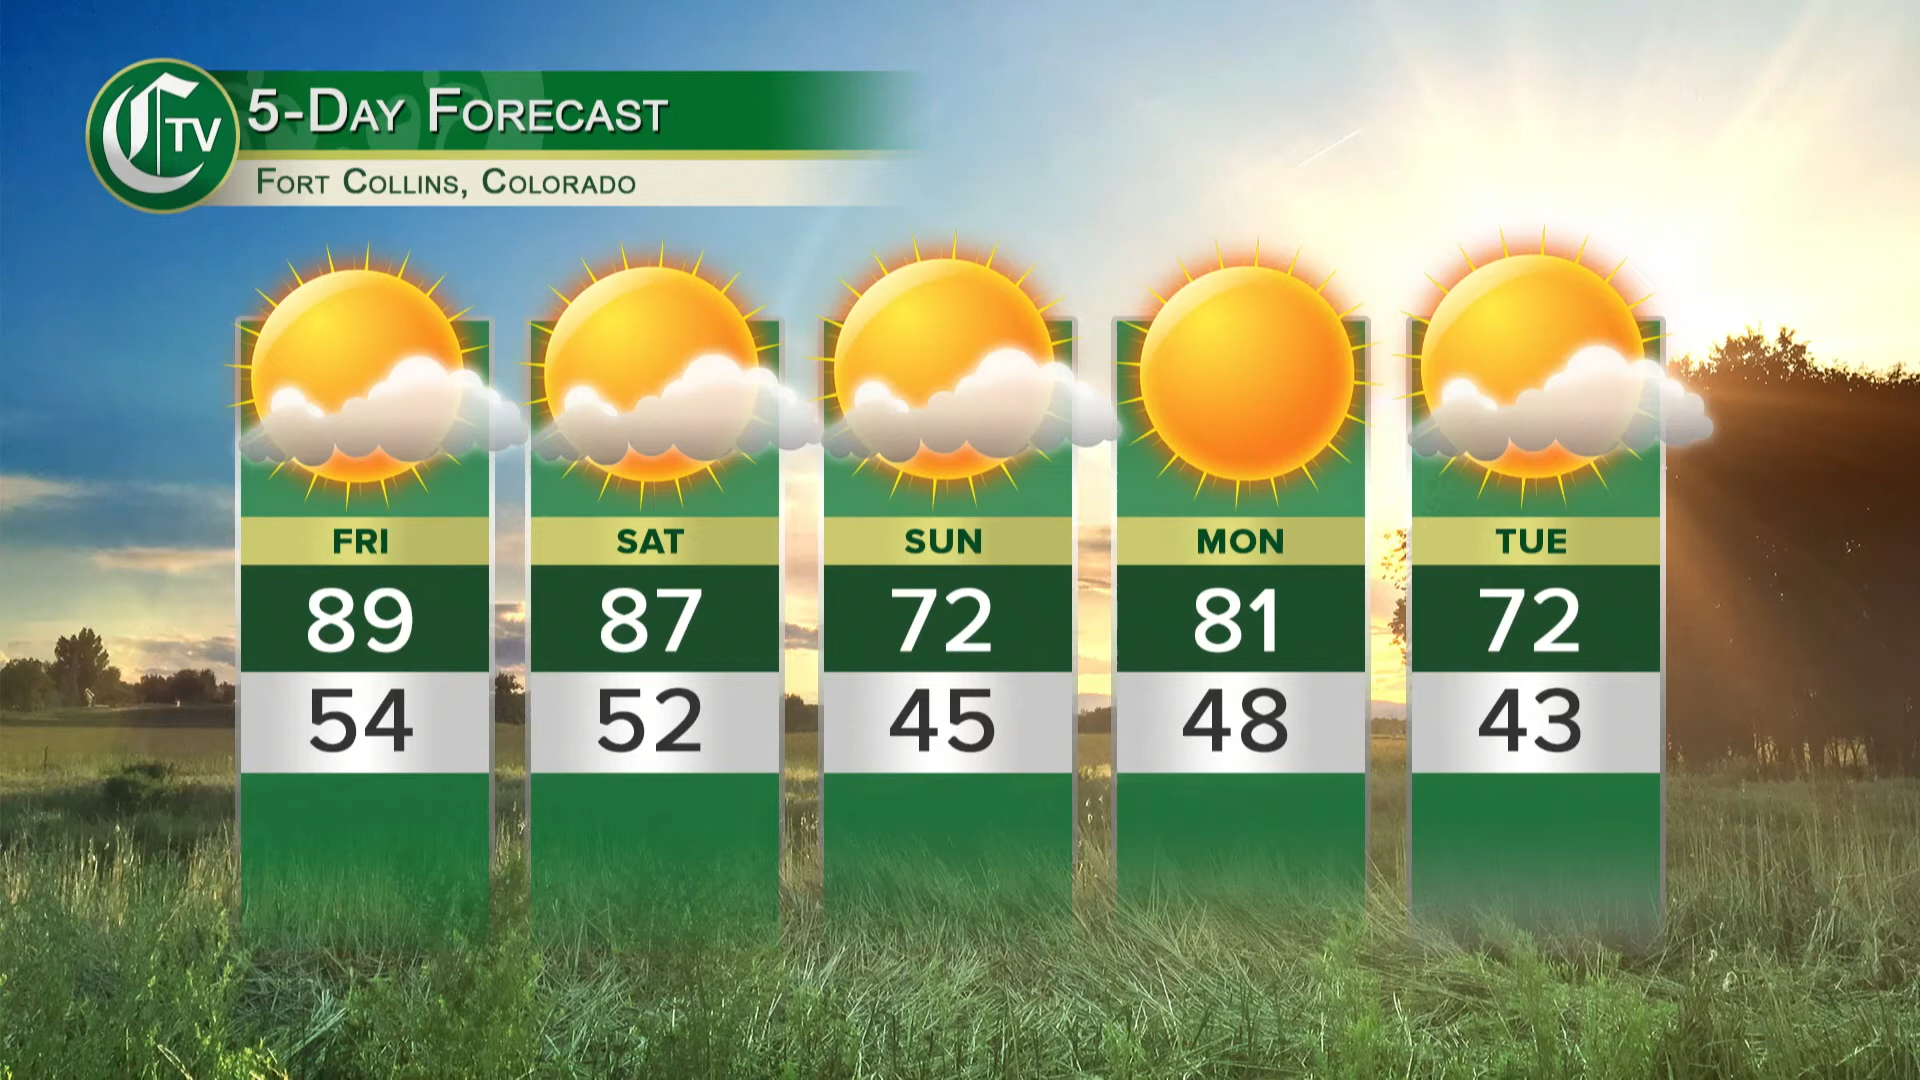 CTV
5-Day Forecast
Fort Collins, Colorado
FRI SAT SUN MON TUE
89 87 72 81 72
54 52 45 48 43